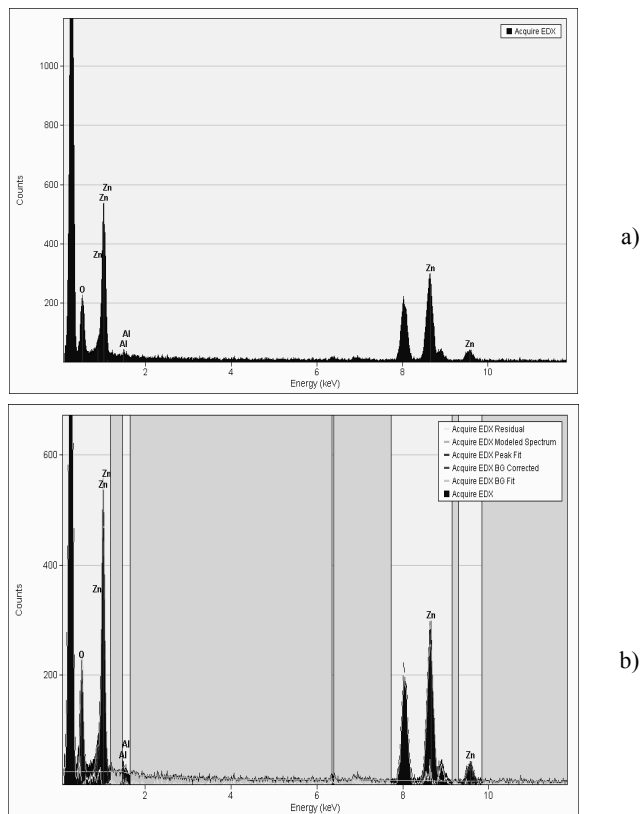 Acquire EDX
1000
800
600
400
200
Counts
Zn
Zn
Zn
O
Al
Al
Zn
Zn
2 4 6 8 10
Energy (keV)
a)
Acquire EDX Residual
Acquire EDX Modeled Spectrum
Acquire EDX Peak Fit
Acquire EDX BG Corrected
Acquire EDX BG Fit
Acquire EDX
600
400
200
Counts
Zn
Zn
Zn
O
Al
Al
Zn
Zn
2 4 6 8 10
Energy (keV)
b)